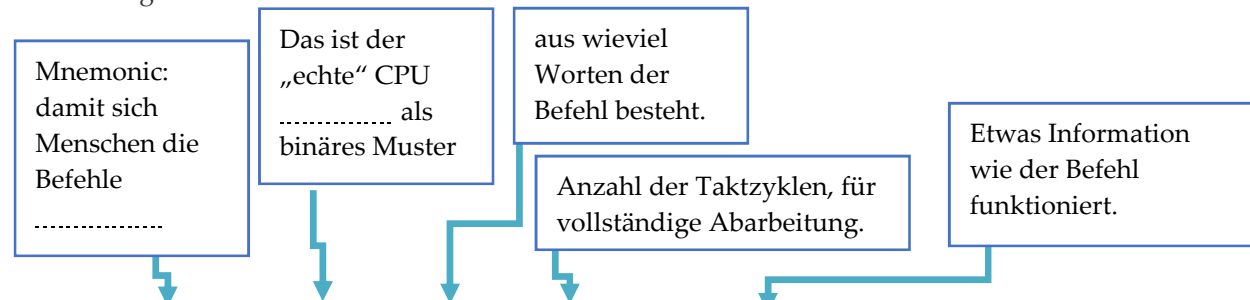 Mnemonic:
damit sich
Menschen die
Befehle
................
Das ist der
„echte“ CPU
.............. als
binäres Muster
aus wieviel
Worten der
Befehl besteht.
Anzahl der Taktzyklen, für
vollständige Abarbeitung.
Etwas Information
wie der Befehl
funktioniert.